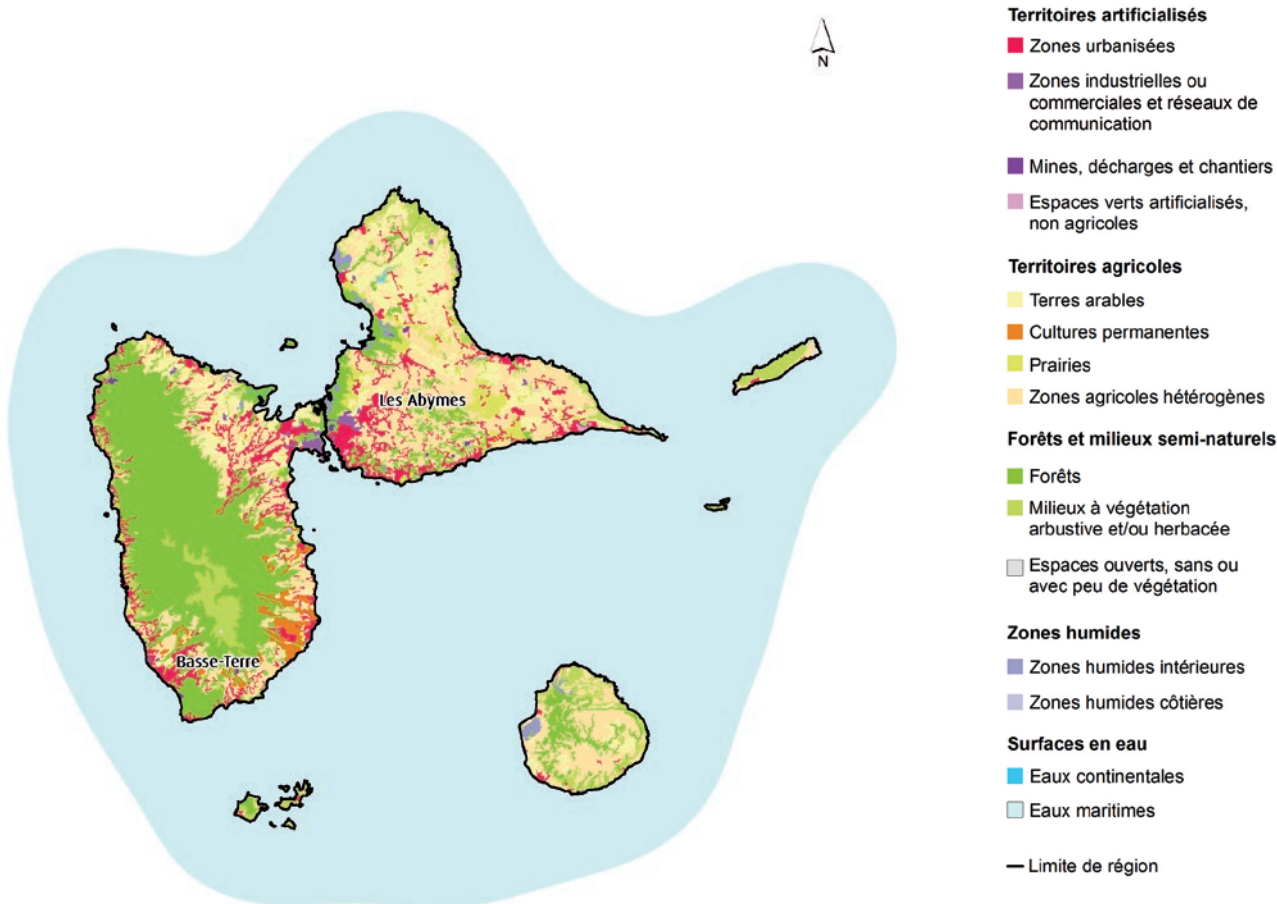 N
Les Abymes
Basse-Terre
Territoires artificialisés
Zones urbanisées
Zones industrielles ou
commerciales et réseaux de
communication
Mines, décharges et chantiers
Espaces verts artificialisés,
non agricoles
Territoires agricoles
Terres arables
Cultures permanentes
Prairies
Zones agricoles hétérogènes
Forêts et milieux semi-naturels
Forêts
Milieux à végétation
arbustive et/ou herbacée
Espaces ouverts, sans ou
avec peu de végétation
Zones humides
Zones humides intérieures
Zones humides côtières
Surfaces en eau
Eaux continentales
Eaux maritimes
Limite de région